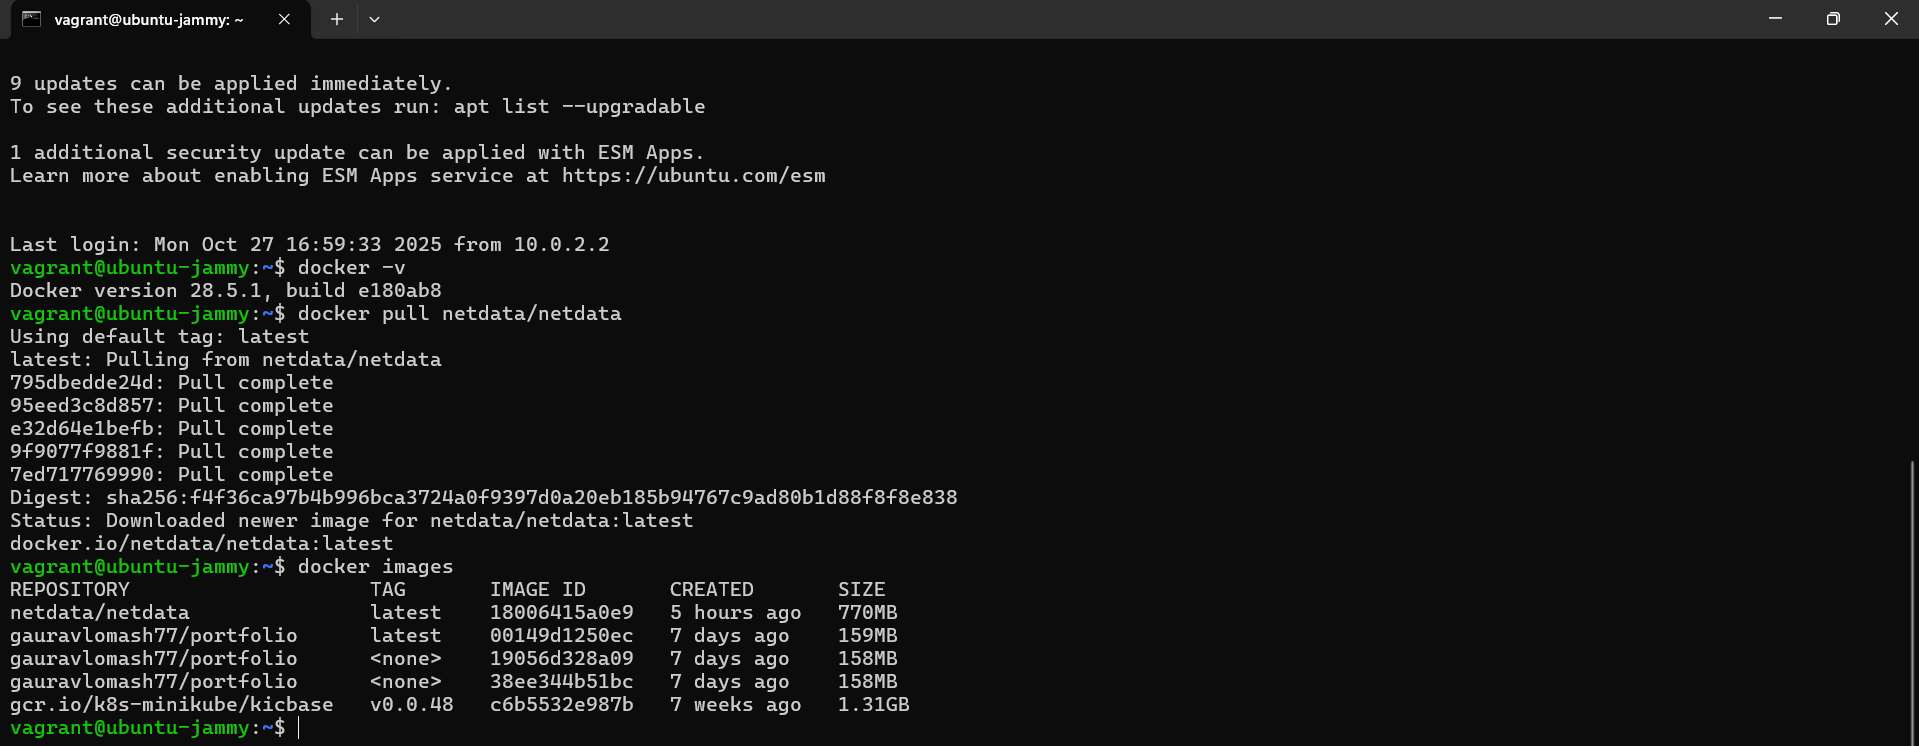 vagrant@ubuntu-jammy: ~
9 updates can be applied immediately.
To see these additional updates run: apt list --upgradable
1 additional security update can be applied with ESM Apps.
Learn more about enabling ESM Apps service at https://ubuntu.com/esm
Last login: Mon Oct 27 16:59:33 2025 from 10.0.2.2
vagrant@ubuntu-jammy:~$ docker -v
Docker version 28.5.1, build e180ab8
vagrant@ubuntu-jammy:~$ docker pull netdata/netdata
Using default tag: latest
latest: Pulling from netdata/netdata
795dbedde24d: Pull complete
95eed3c8d857: Pull complete
e32d64e1befb: Pull complete
9f9077f9881f: Pull complete
7ed717769990: Pull complete
Digest: sha256:f4f36ca97b4b996bca3724a0f9397d0a20eb185b94767c9ad80b1d88f8f8e838
Status: Downloaded newer image for netdata/netdata:latest
docker.io/netdata/netdata:latest
vagrant@ubuntu-jammy:~$ docker images
REPOSITORY                    TAG       IMAGE ID       CREATED       SIZE
netdata/netdata               latest    18006415a0e9   5 hours ago   770MB
gauravlomash77/portfolio      latest    00149d1250ec   7 days ago    159MB
gauravlomash77/portfolio      <none>    19056d328a09   7 days ago    158MB
gauravlomash77/portfolio      <none>    38ee344b51bc   7 days ago    158MB
gcr.io/k8s-minikube/kicbase   v0.0.48   c6b5532e987b   7 weeks ago   1.31GB
vagrant@ubuntu-jammy:~$